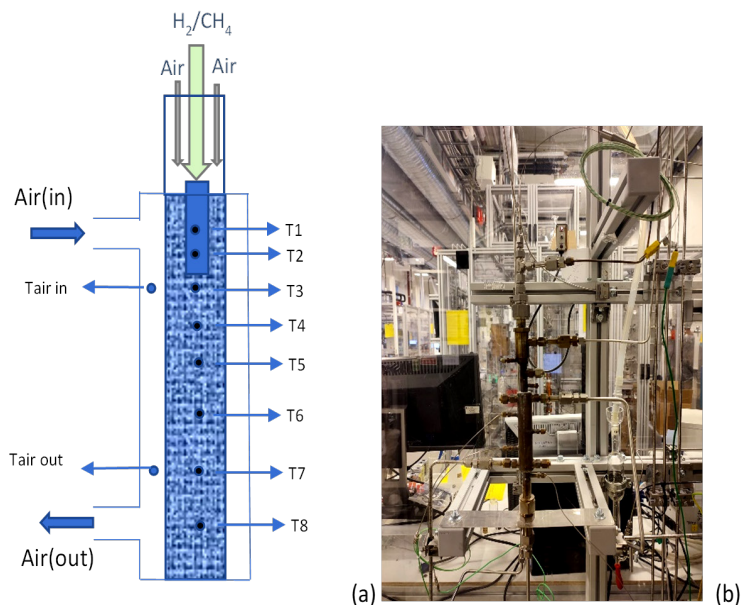 H₂/CH₄
Air
Air
Air(in)
T1
T2
Tair in
T3
T4
T5
T6
Tair out
T7
T8
Air(out)
(a)
(b)